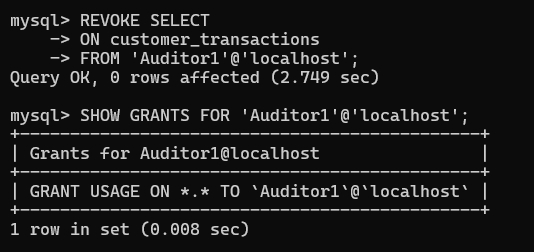 mysql> REVOKE SELECT
    -> ON customer_transactions
    -> FROM 'Auditor1'@'localhost';
Query OK, 0 rows affected (2.749 sec)

mysql> SHOW GRANTS FOR 'Auditor1'@'localhost';
+----------------------------------------------+
| Grants for Auditor1@localhost                |
+----------------------------------------------+
| GRANT USAGE ON *.* TO `Auditor1`@`localhost` |
+----------------------------------------------+
1 row in set (0.008 sec)